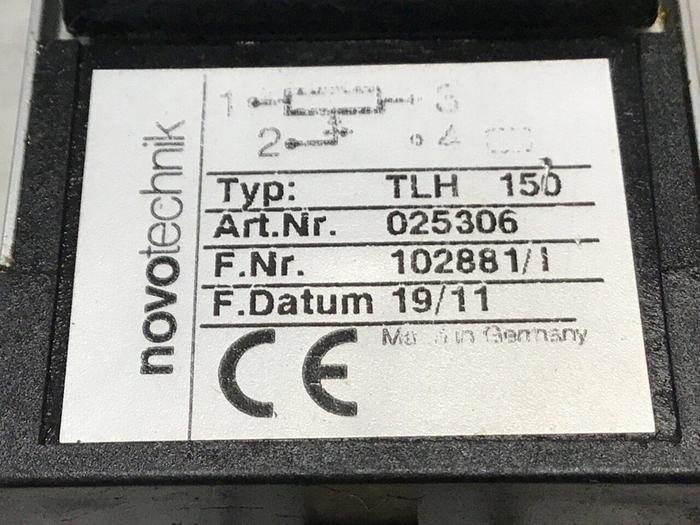 novotechnik
1 3
2 4
Typ: TLH 150
Art.Nr. 025306
F.Nr. 102881/I
F.Datum 19/11
Made in Germany
CE